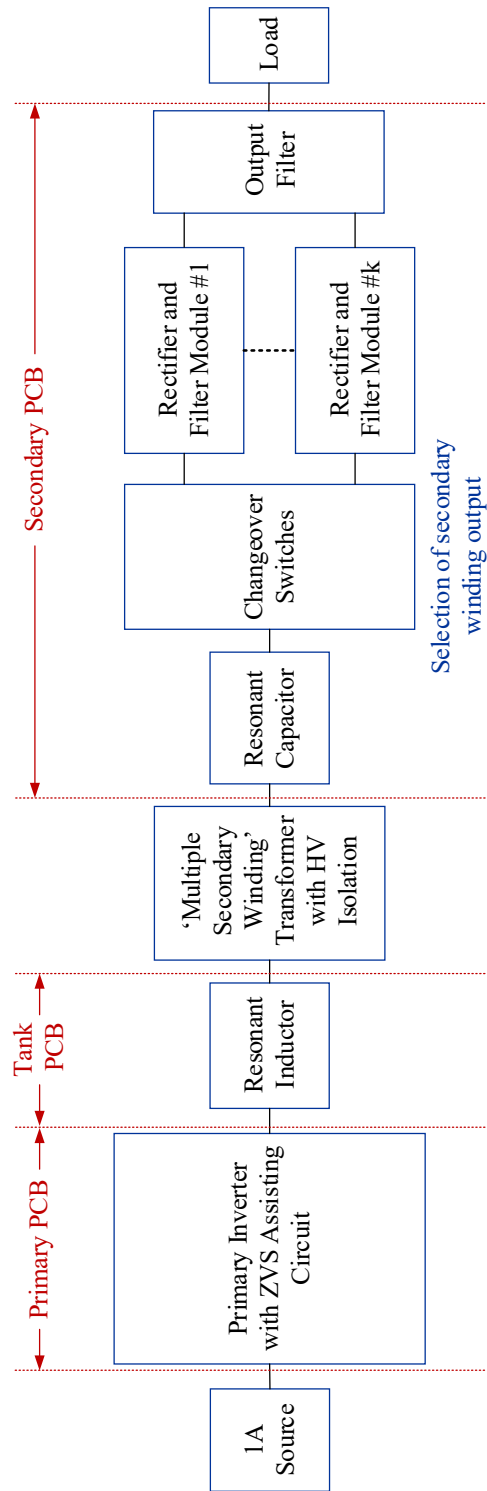 Primary PCB
Tank
PCB
Secondary PCB
1A
Source
Primary Inverter
with ZVS Assisting
Circuit
Resonant
Inductor
‘Multiple
Secondary
Winding’
Transformer
with HV
Isolation
Resonant
Capacitor
Changeover
Switches
Rectifier and
Filter Module #1
Rectifier and
Filter Module #k
Output
Filter
Load
Selection of secondary
winding output